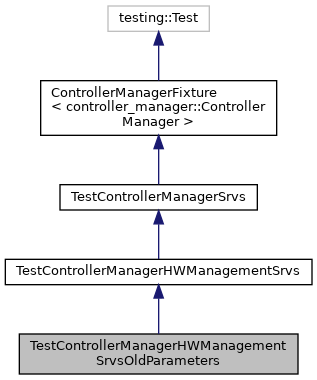 testing::Test
ControllerManagerFixture
< controller_manager::Controller
Manager >
TestControllerManagerSrvs
TestControllerManagerHWManagementSrvs
TestControllerManagerHWManagement
SrvsOldParameters